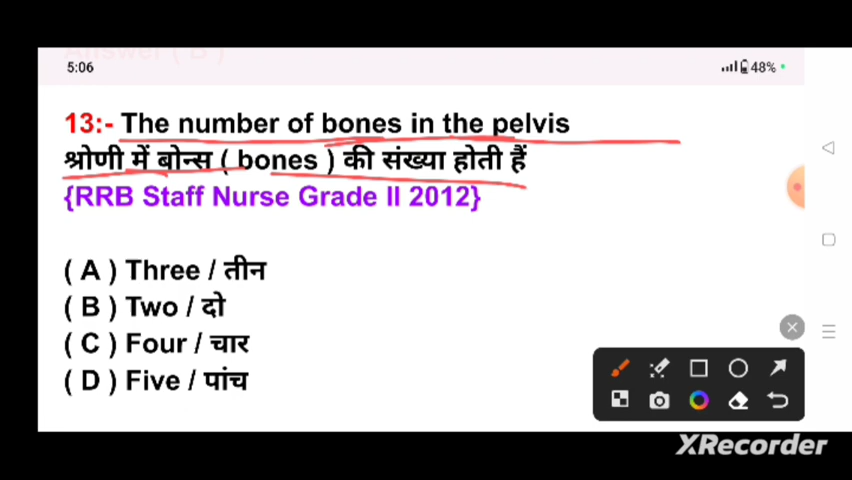 Answer ( B )
5:06
48%
13:- The number of bones in the pelvis
श्रोणी में बोन्स ( bones ) की संख्या होती हैं
{RRB Staff Nurse Grade II 2012}
( A ) Three / तीन
( B ) Two / दो
( C ) Four / चार
( D ) Five / पांच
XRecorder